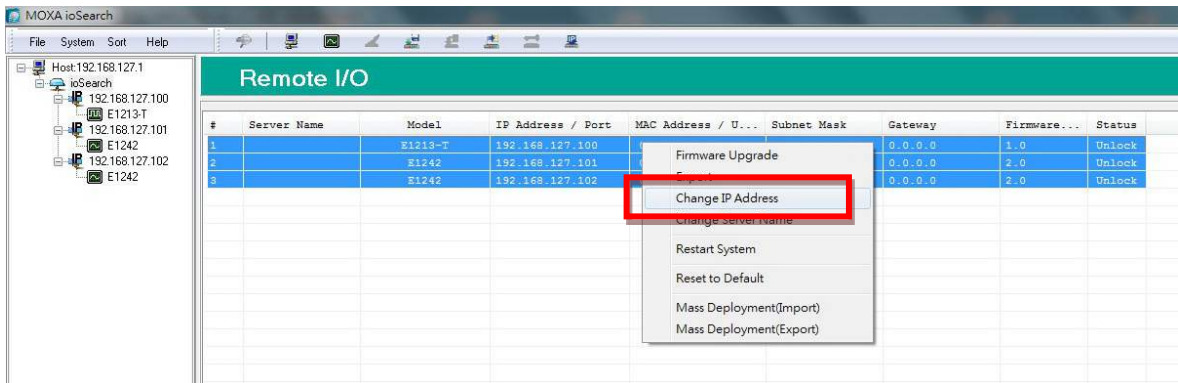 MOXA ioSearch
File System Sort Help
Host:192.168.127.1
ioSearch
192.168.127.100
E1213-T
192.168.127.101
E1242
192.168.127.102
E1242
Remote I/O
# Server Name Model IP Address / Port MAC Address / U... Subnet Mask Gateway Firmware... Status
1 E1213-T 192.168.127.100 0.0.0.0 1.0 Unlock
2 E1242 192.168.127.101 0.0.0.0 2.0 Unlock
3 E1242 192.168.127.102 0.0.0.0 2.0 Unlock
Firmware Upgrade
Export
Change IP Address
Change Server Name
Restart System
Reset to Default
Mass Deployment(Import)
Mass Deployment(Export)